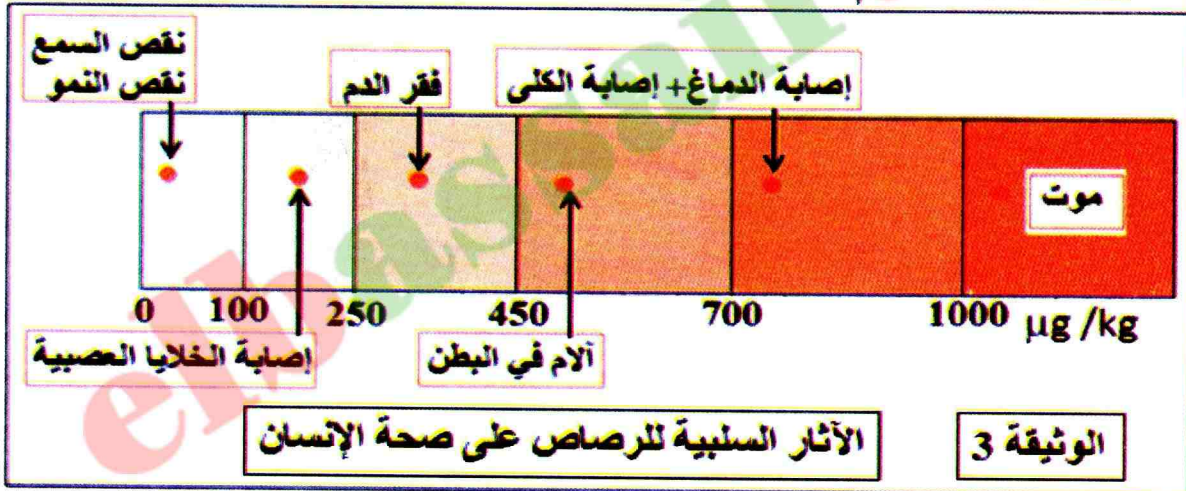 نقص السمع
نقص النمو
فقر الدم
إصابة الدماغ+ إصابة الكلى
موت
0 100 250 450 700 1000 µg /kg
إصابة الخلايا العصبية
آلام في البطن
الوثيقة 3
الآثار السلبية للرصاص على صحة الإنسان
elbassair